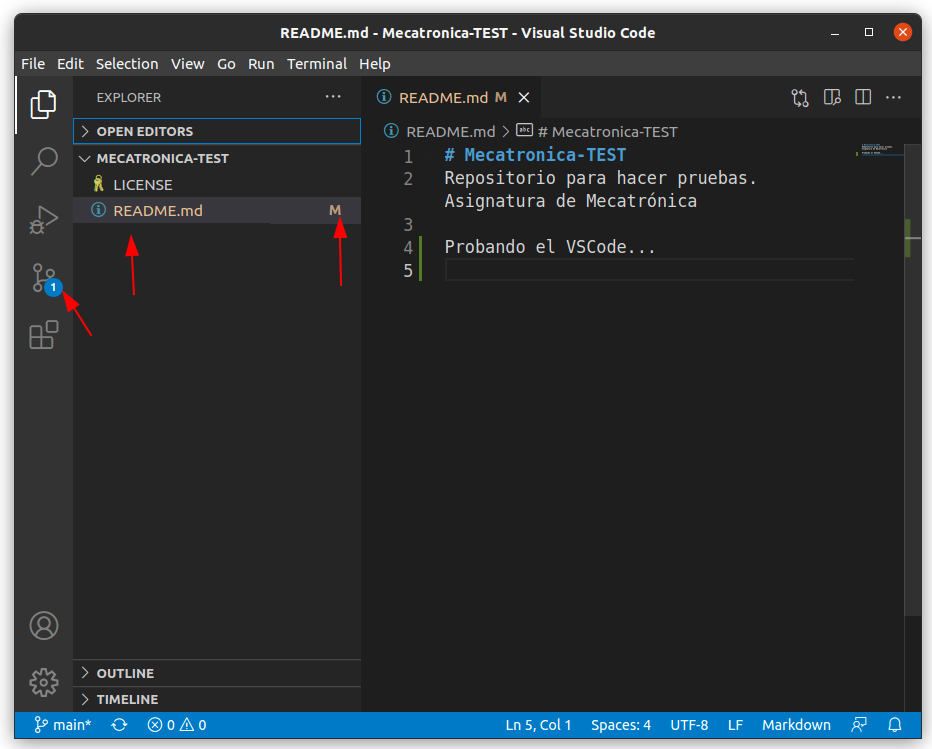 README.md - Mecatronica-TEST - Visual Studio Code
File Edit Selection View Go Run Terminal Help
EXPLORER
OPEN EDITORS
MECATRONICA-TEST
LICENSE
README.md M
1
OUTLINE
TIMELINE
README.md M
README.md > abc # Mecatronica-TEST
1 # Mecatronica-TEST
2 Repositorio para hacer pruebas.
Asignatura de Mecatrónica
3
4 Probando el VSCode...
5
main* 0 0 Ln 5, Col 1 Spaces: 4 UTF-8 LF Markdown